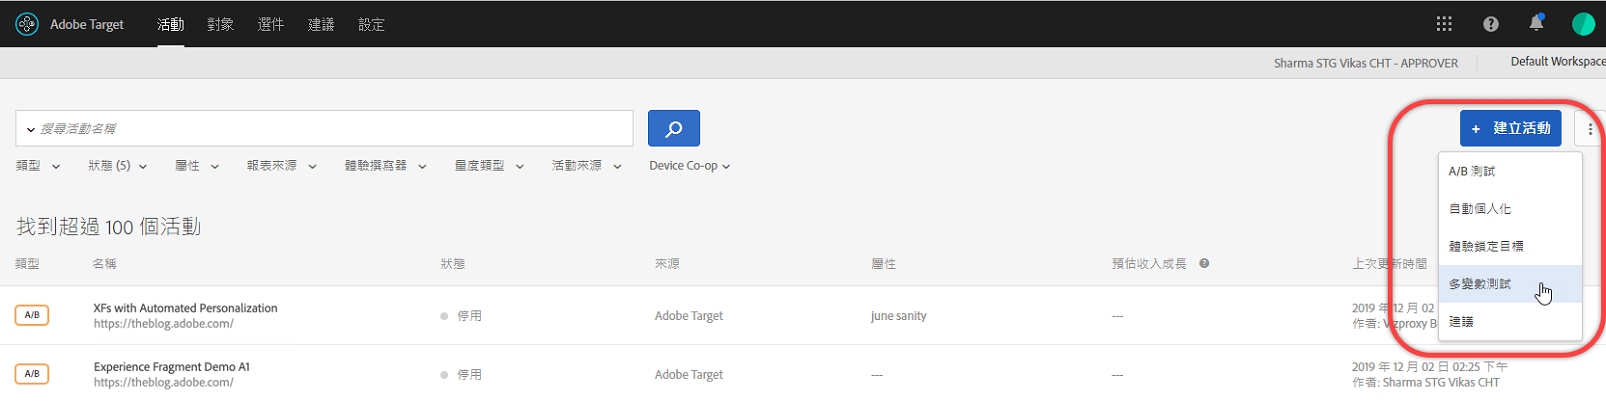 Adobe Target 活動 對象 選件 建議 設定
Sharma STG Vikas CHT - APPROVER Default Workspace
搜尋活動名稱
+ 建立活動
類型 狀態 (5) 屬性 報表來源 體驗撰寫器 量度類型 活動來源 Device Co-op
A/B 測試
自動個人化
體驗鎖定目標
多變數測試
建議
找到超過 100 個活動
類型 名稱 狀態 來源 屬性 預估收入成長 上次更新時間
A/B XFs with Automated Personalization 停用 Adobe Target june sanity --- 2019 年 12 月 02
https://theblog.adobe.com/ 作者:
A/B Experience Fragment Demo A1 停用 Adobe Target --- --- 2019 年 12 月 02 日 02:25 下午
https://theblog.adobe.com/ 作者: Sharma STG Vikas CHT